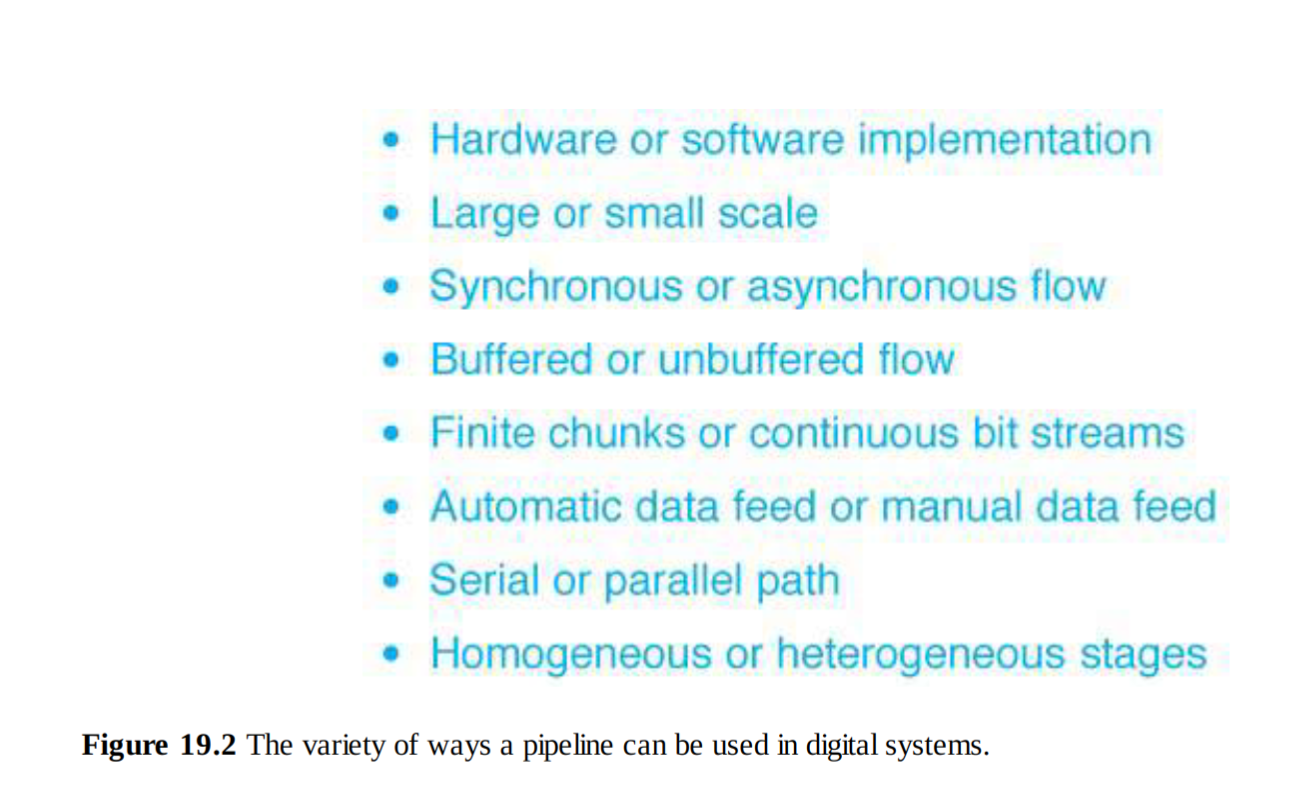 • Hardware or software implementation
• Large or small scale
• Synchronous or asynchronous flow
• Buffered or unbuffered flow
• Finite chunks or continuous bit streams
• Automatic data feed or manual data feed
• Serial or parallel path
• Homogeneous or heterogeneous stages
Figure 19.2 The variety of ways a pipeline can be used in digital systems.